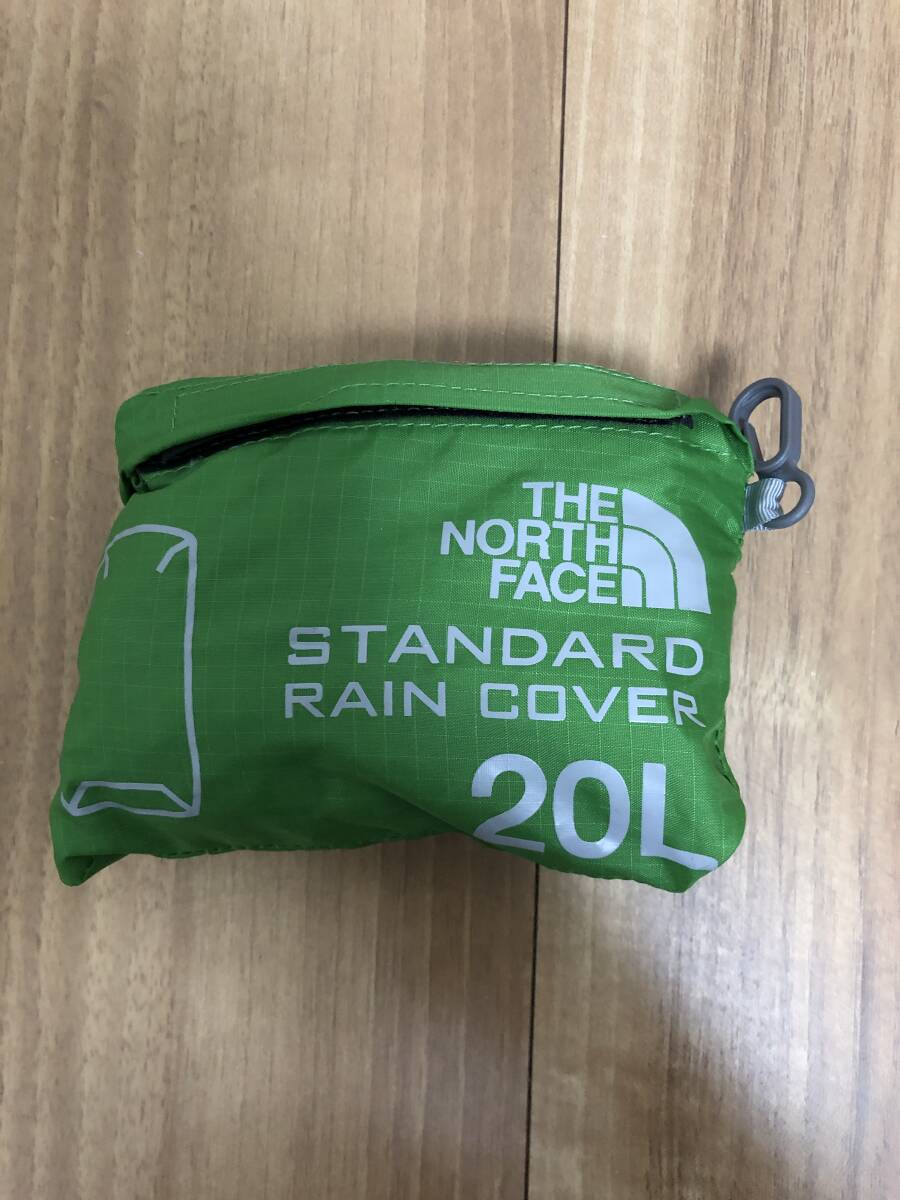 THE
NORTH
FACE
STANDARD
RAIN COVER
20L